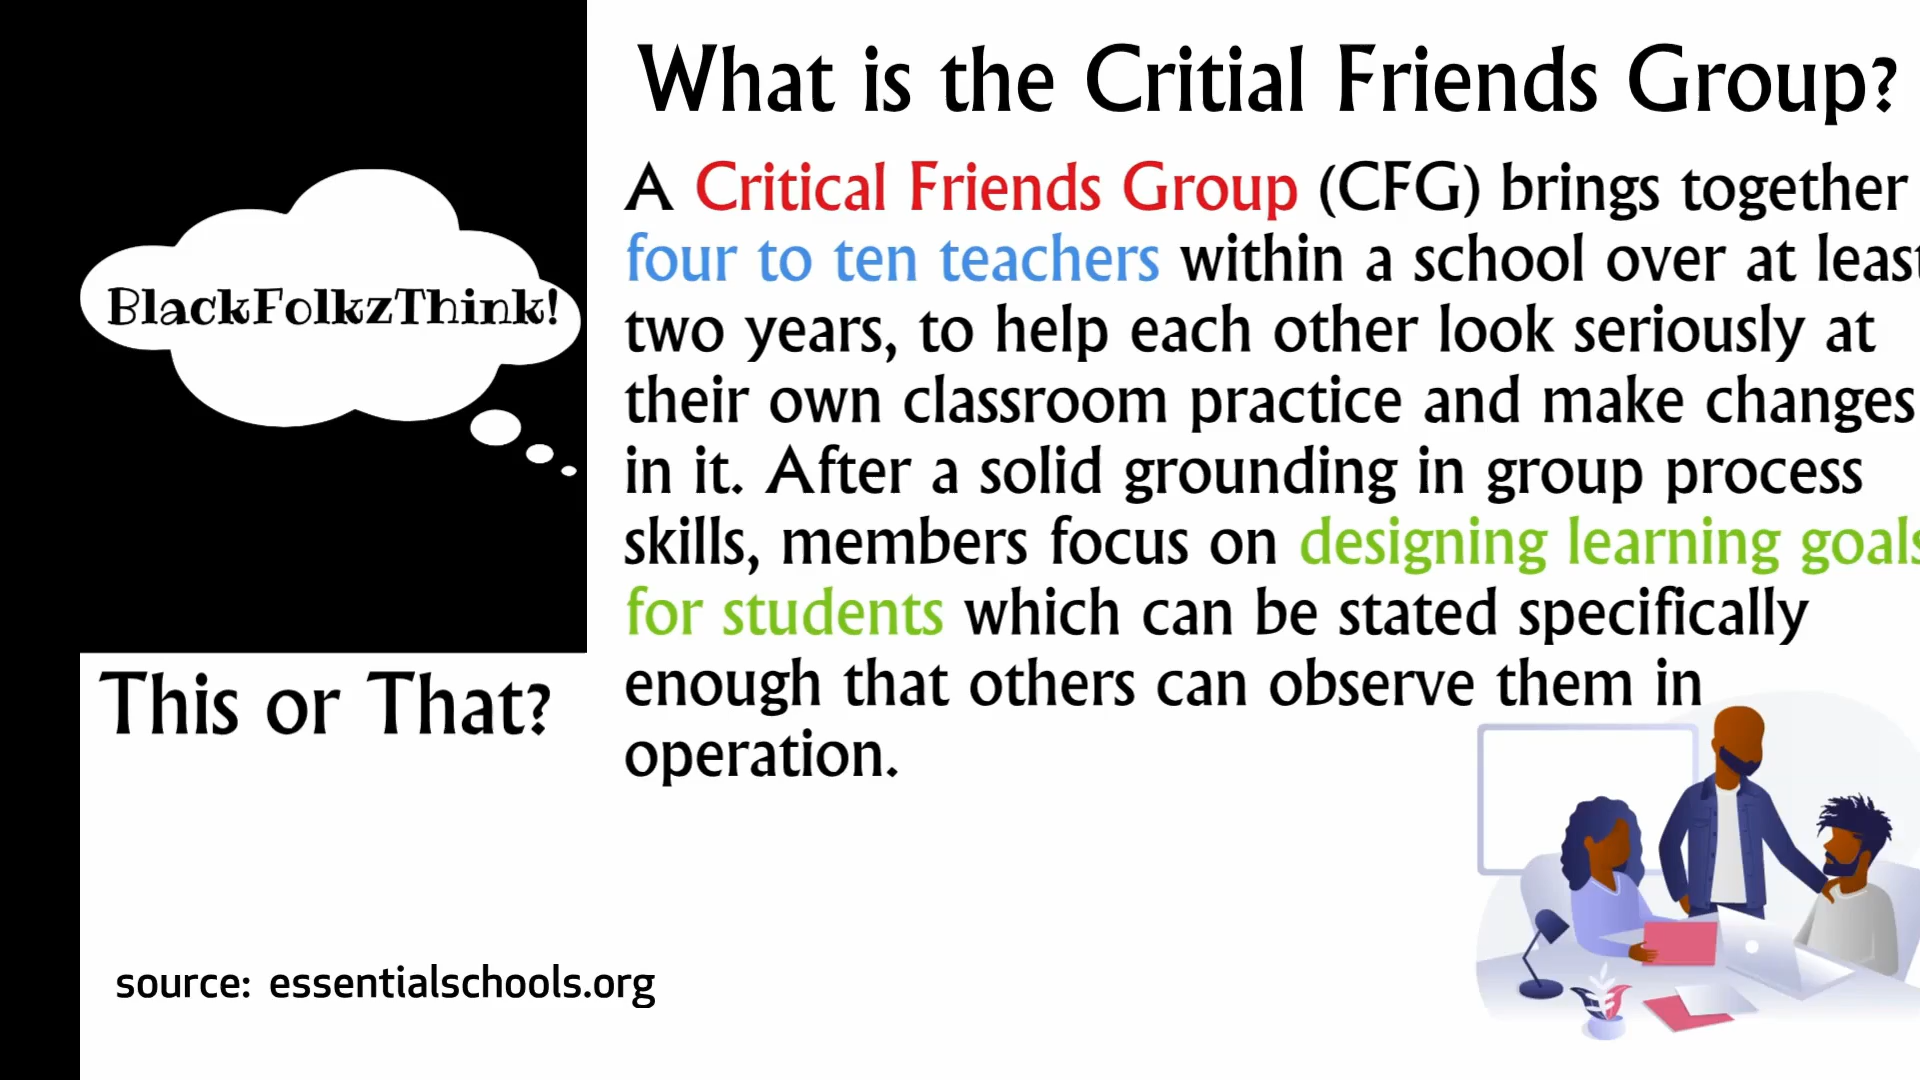 What is the Critial Friends Group?
BlackFolkzThink!
This or That?
A Critical Friends Group (CFG) brings together
four to ten teachers within a school over at least
two years, to help each other look seriously at
their own classroom practice and make changes
in it. After a solid grounding in group process
skills, members focus on designing learning goals
for students which can be stated specifically
enough that others can observe them in
operation.
source: essentialschools.org